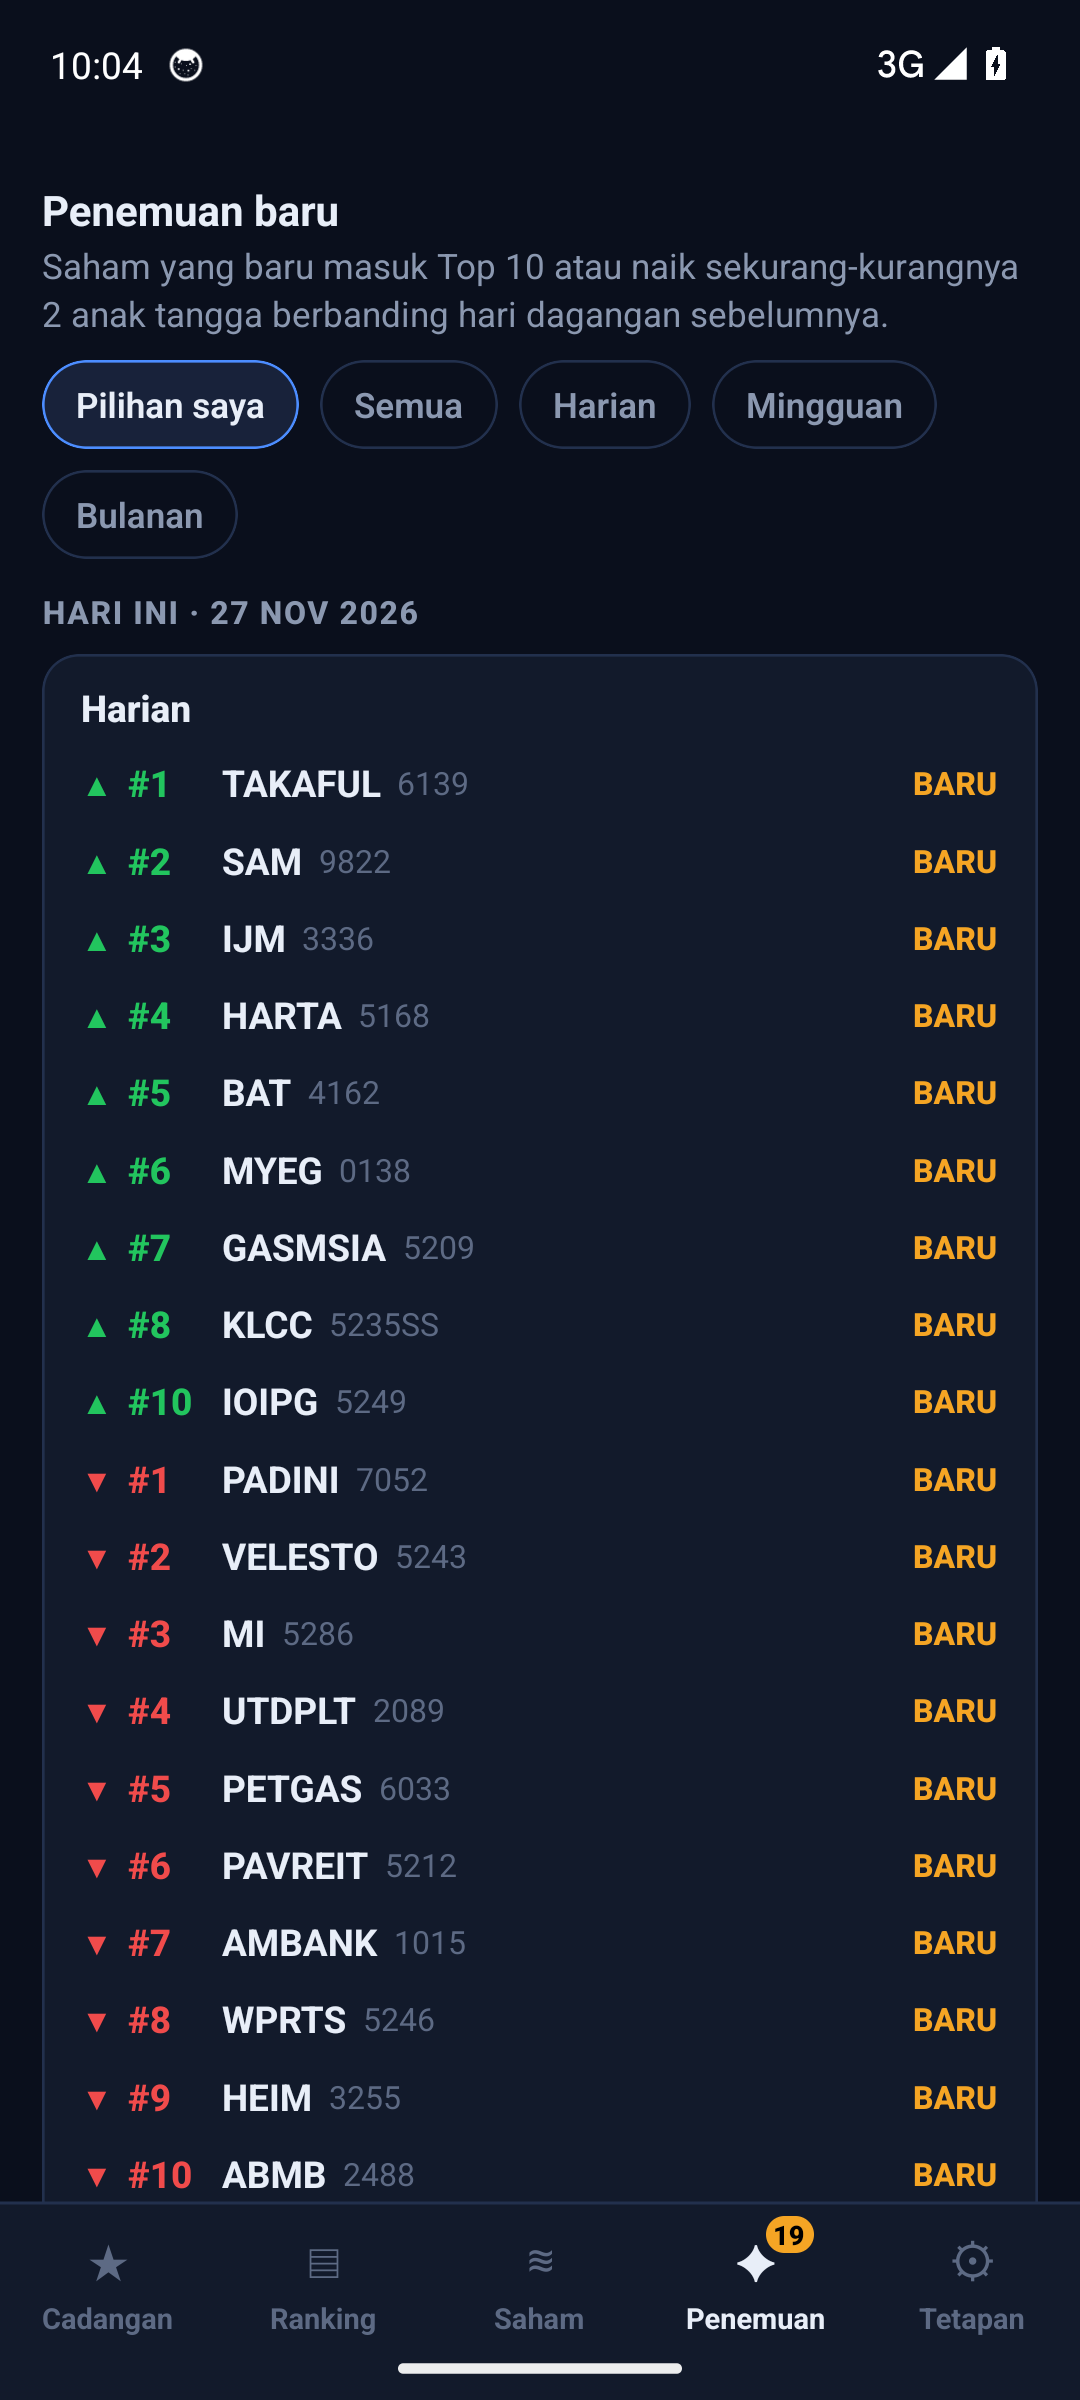 10:04
3G
Penemuan baru
Saham yang baru masuk Top 10 atau naik sekurang-kurangnya
2 anak tangga berbanding hari dagangan sebelumnya.
Pilihan saya
Semua
Harian
Mingguan
Bulanan
HARI INI · 27 NOV 2026
Harian
▲ #1 TAKAFUL 6139 BARU
▲ #2 SAM 9822 BARU
▲ #3 IJM 3336 BARU
▲ #4 HARTA 5168 BARU
▲ #5 BAT 4162 BARU
▲ #6 MYEG 0138 BARU
▲ #7 GASMSIA 5209 BARU
▲ #8 KLCC 5235SS BARU
▲ #10 IOIPG 5249 BARU
▼ #1 PADINI 7052 BARU
▼ #2 VELESTO 5243 BARU
▼ #3 MI 5286 BARU
▼ #4 UTDPLT 2089 BARU
▼ #5 PETGAS 6033 BARU
▼ #6 PAVREIT 5212 BARU
▼ #7 AMBANK 1015 BARU
▼ #8 WPRTS 5246 BARU
▼ #9 HEIM 3255 BARU
▼ #10 ABMB 2488 BARU
19
Cadangan
Ranking
Saham
Penemuan
Tetapan